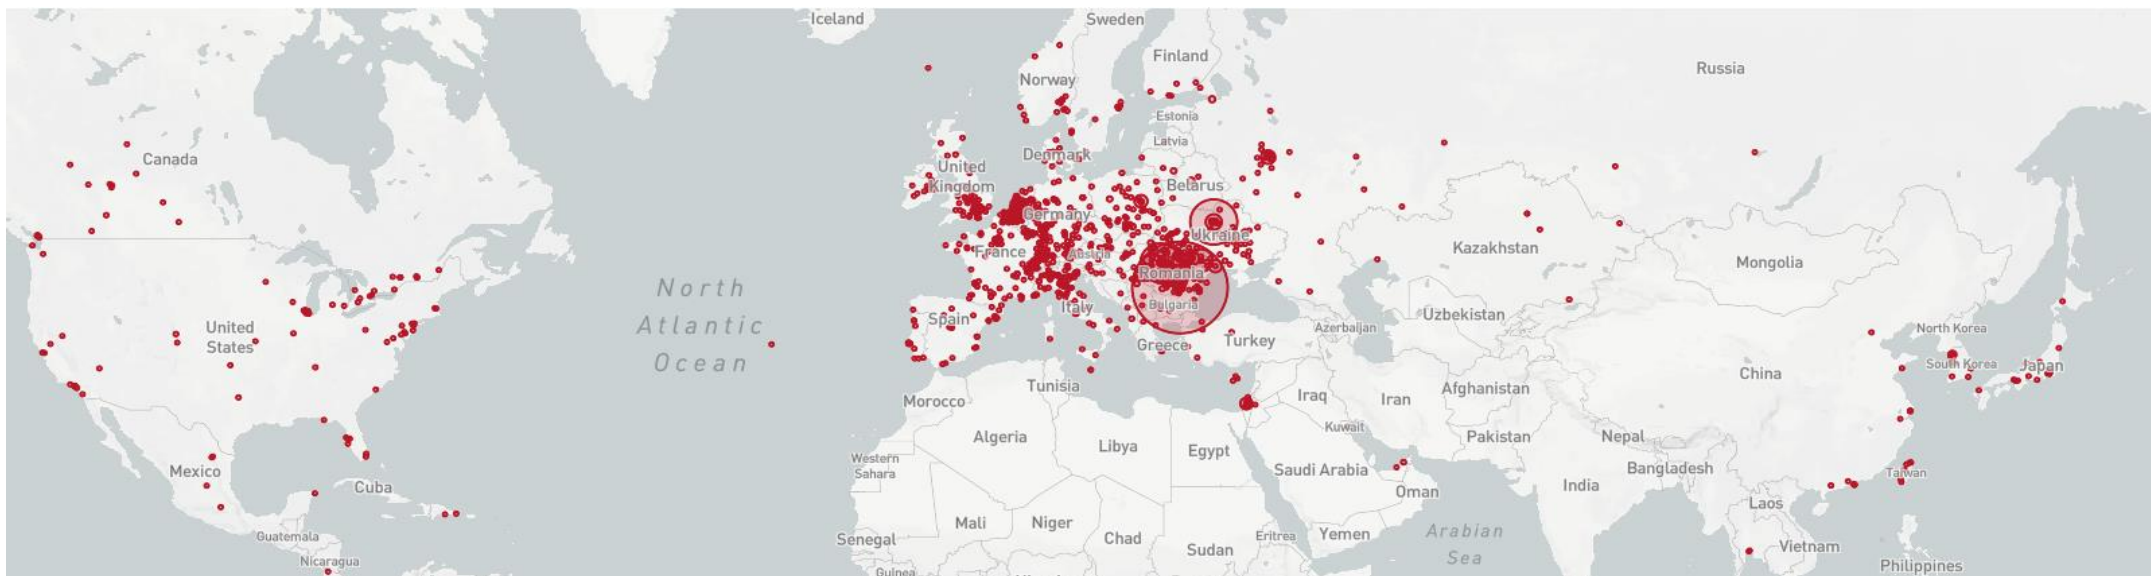 Iceland
Sweden
Finland
Russia
Norway
Estonia
Latvia
Denmark
Canada
United
Kingdom
Belarus
Germany
Ukraine
France
Austria
Kazakhstan
Mongolia
Romania
North
Atlantic
Ocean
Bulgaria
Italy
Spain
United
States
Uzbekistan
Azerbaijan
North Korea
Greece
Turkey
South Korea
Japan
China
Tunisia
Afghanistan
Morocco
Iraq
Iran
Algeria
Libya
Egypt
Kuwait
Pakistan
Nepal
Western
Sahara
Saudi Arabia
Bangladesh
Taiwan
Mexico
Cuba
India
Oman
Laos
Mali
Niger
Chad
Arabian
Sea
Guatemala
Senegal
Sudan
Eritrea
Yemen
Vietnam
Nicaragua
Philippines
Guinea